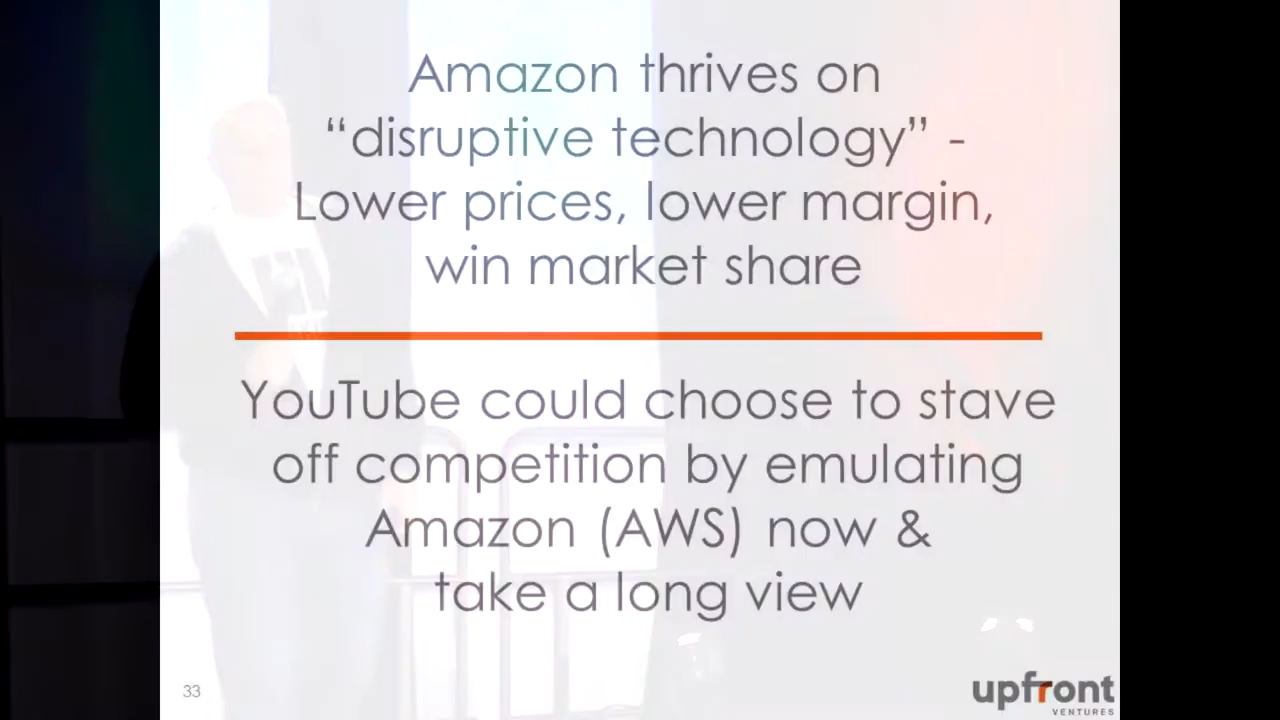 Amazon thrives on
“disruptive technology” -
Lower prices, lower margin,
win market share
YouTube could choose to stave
off competition by emulating
Amazon (AWS) now &
take a long view
33
upfront
VENTURES